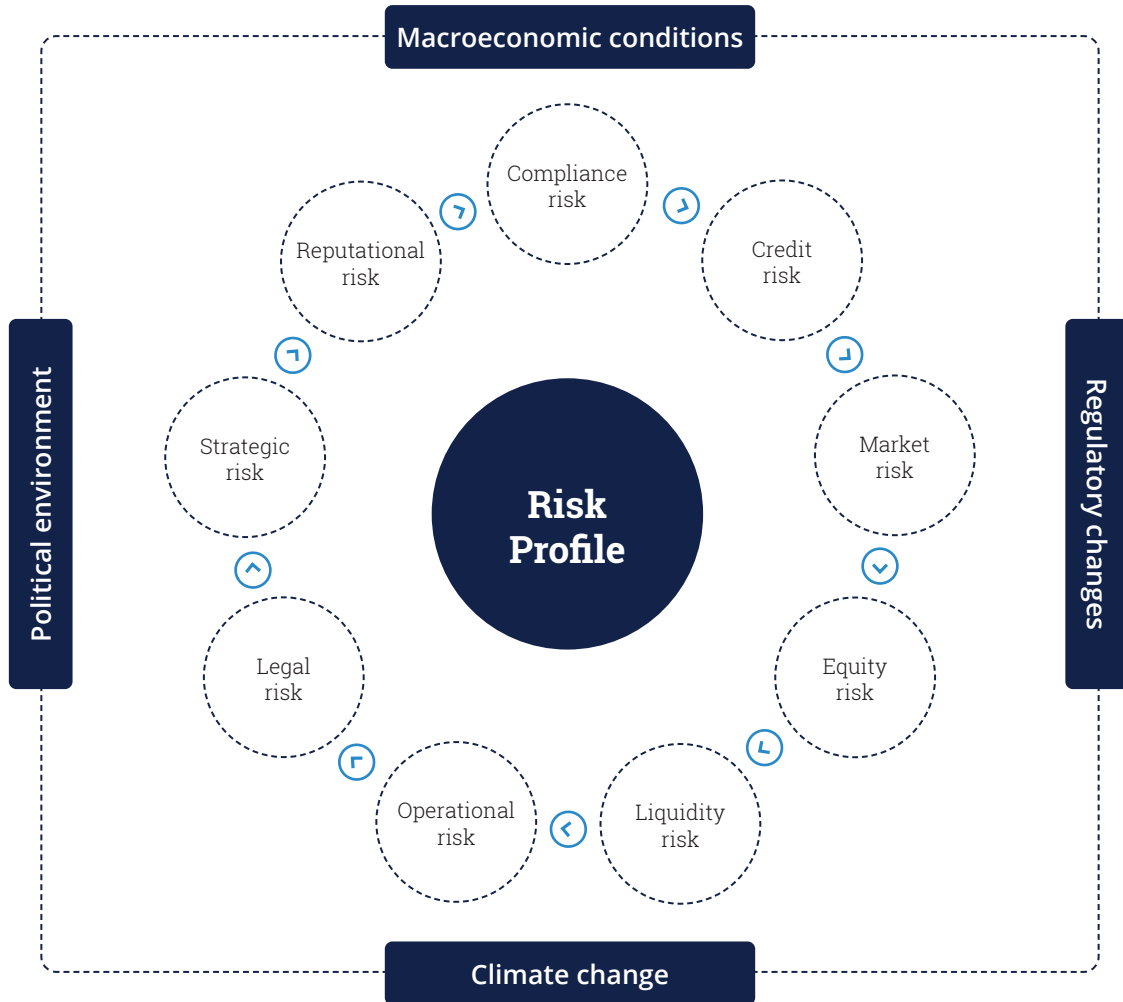 Macroeconomic conditions
Compliance
risk
Reputational
risk
Credit
risk
Political environment
Strategic
risk
Risk
Profile
Market
risk
Regulatory changes
Legal
risk
Equity
risk
Operational
risk
Liquidity
risk
Climate change